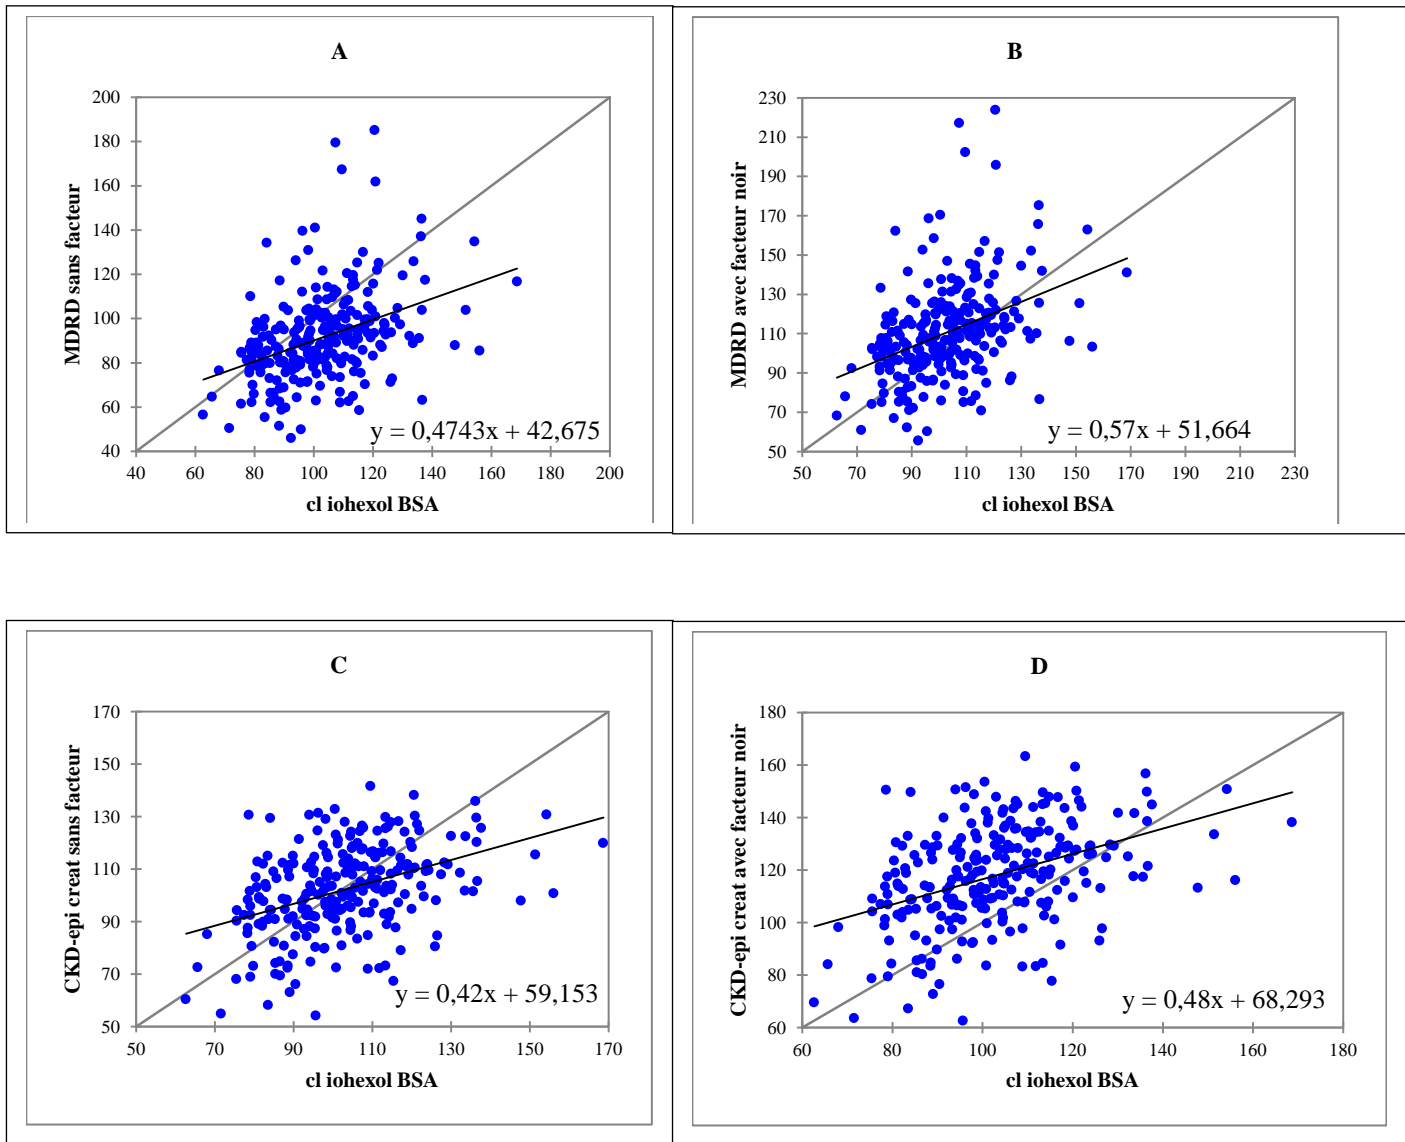 A
MDRD sans facteur
200
180
160
140
120
100
80
60
40
40 60 80 100 120 140 160 180 200
y = 0,4743x + 42,675
cl iohexol BSA
B
MDRD avec facteur noir
230
210
190
170
150
130
110
90
70
50
50 70 90 110 130 150 170 190 210 230
y = 0,57x + 51,664
cl iohexol BSA
C
CKD-epi creat sans facteur
170
150
130
110
90
70
50
50 70 90 110 130 150 170
y = 0,42x + 59,153
cl iohexol BSA
D
CKD-epi creat avec facteur noir
180
160
140
120
100
80
60
60 80 100 120 140 160 180
y = 0,48x + 68,293
cl iohexol BSA